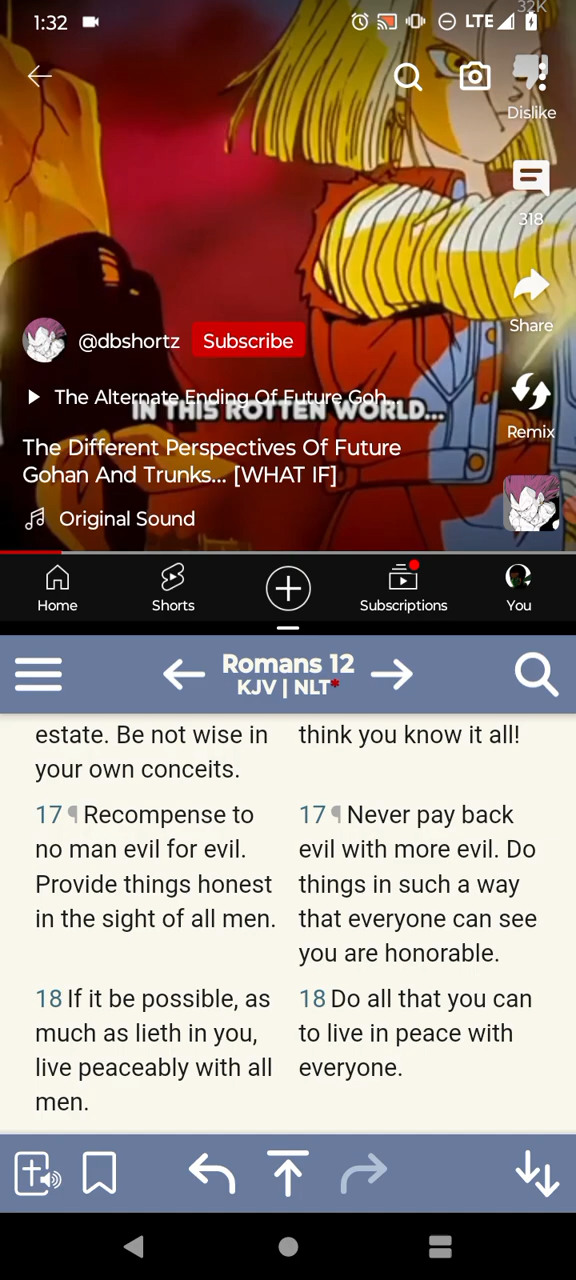 1:32
LTE
32K
Dislike
318
Share
@dbshortz
Subscribe
The Alternate Ending Of Future Goh...
IN THIS ROTTEN WORLD...
Remix
The Different Perspectives Of Future
Gohan And Trunks... [WHAT IF]
Original Sound
Home
Shorts
Subscriptions
You
Romans 12
KJV | NLT*
estate. Be not wise in
your own conceits.
17 ¶ Recompense to
no man evil for evil.
Provide things honest
in the sight of all men.
18 If it be possible, as
much as lieth in you,
live peaceably with all
men.
think you know it all!
17 ¶ Never pay back
evil with more evil. Do
things in such a way
that everyone can see
you are honorable.
18 Do all that you can
to live in peace with
everyone.